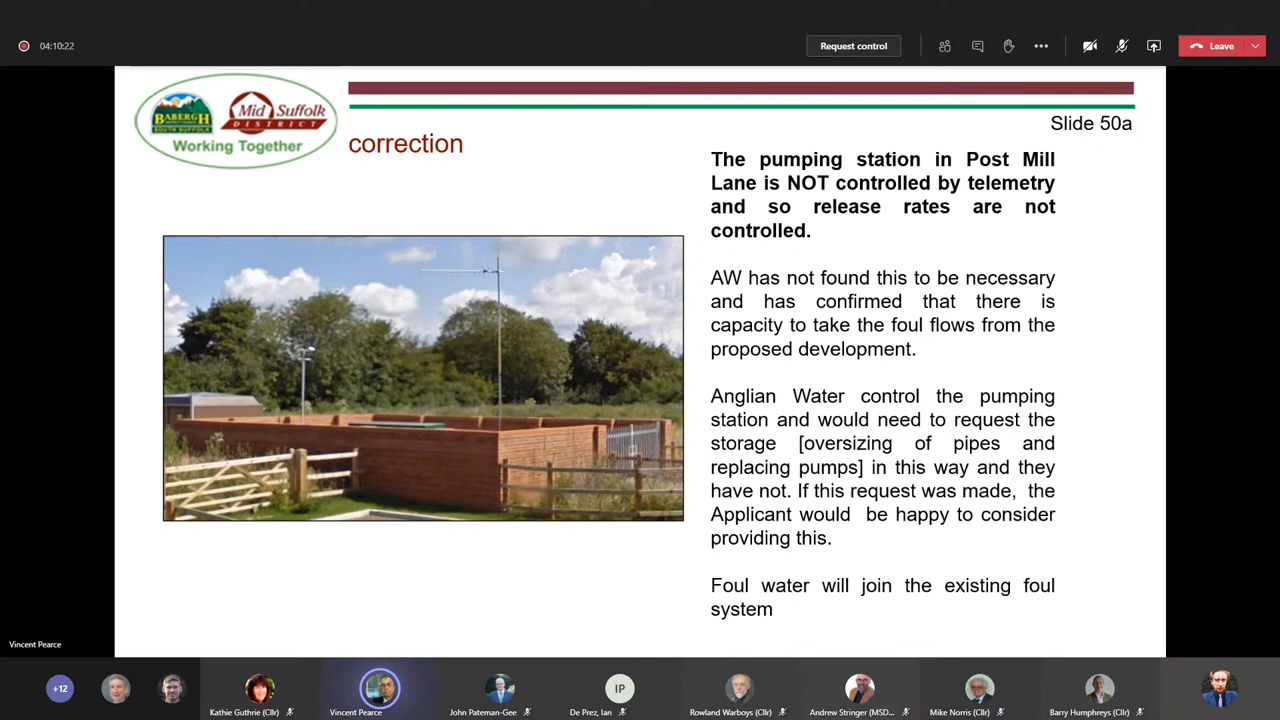 04:10:22
Request control
Leave
BABERGH
SOUTH SUFFOLK
Mid Suffolk
DISTRICT
Working Together
Slide 50a
correction
The pumping station in Post Mill
Lane is NOT controlled by telemetry
and so release rates are not
controlled.
AW has not found this to be necessary
and has confirmed that there is
capacity to take the foul flows from the
proposed development.
Anglian Water control the pumping
station and would need to request the
storage [oversizing of pipes and
replacing pumps] in this way and they
have not. If this request was made, the
Applicant would be happy to consider
providing this.
Foul water will join the existing foul
system
Vincent Pearce
+12
Kathie Guthrie (Cllr)
Vincent Pearce
John Pateman-Gee
IP
De Prez, Ian
Rowland Warboys (Cllr)
Andrew Stringer (MSD...
Mike Norris (Cllr)
Barry Humphreys (Cllr)